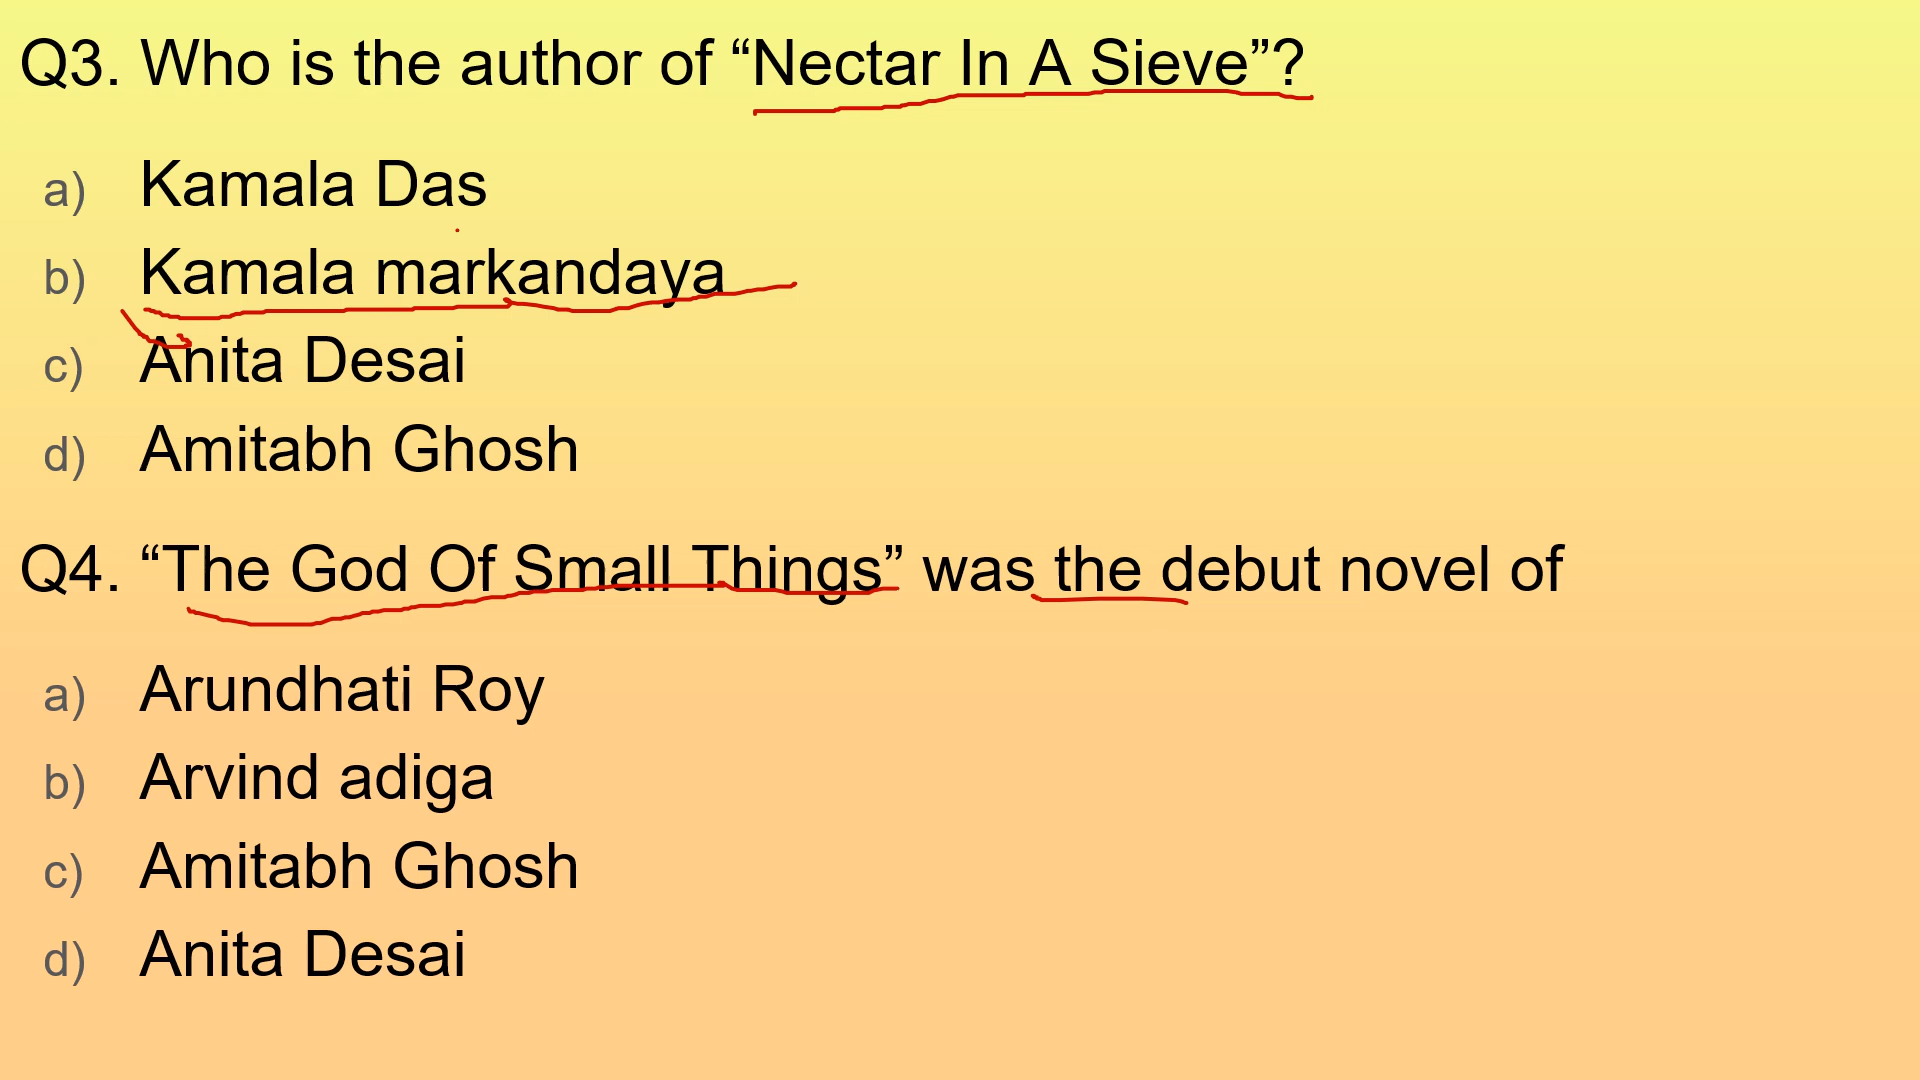 Q3. Who is the author of “Nectar In A Sieve”?
a) Kamala Das
b) Kamala markandaya
c) Anita Desai
d) Amitabh Ghosh
Q4. “The God Of Small Things” was the debut novel of
a) Arundhati Roy
b) Arvind adiga
c) Amitabh Ghosh
d) Anita Desai